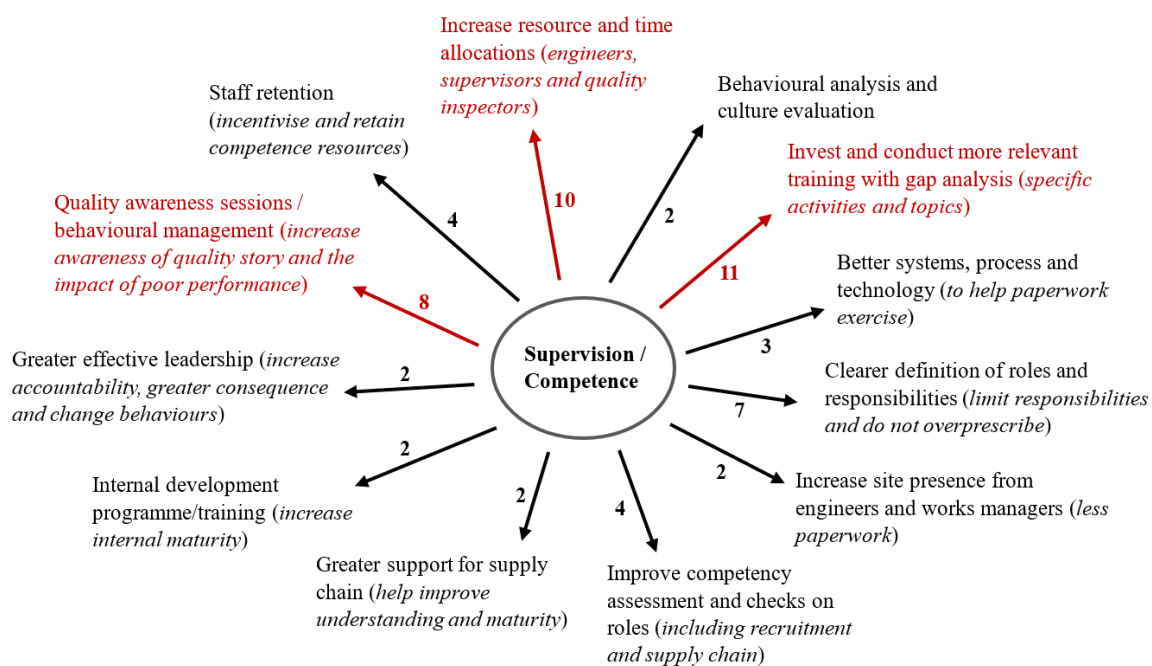 Increase resource and time
allocations (engineers,
supervisors and quality
inspectors)
10
Behavioural analysis and
culture evaluation
2
Invest and conduct more relevant
training with gap analysis (specific
activities and topics)
11
Better systems, process and
technology (to help paperwork
exercise)
3
Clearer definition of roles and
responsibilities (limit responsibilities
and do not overprescribe)
7
Increase site presence from
engineers and works managers (less
paperwork)
2
Improve competency
assessment and checks on
roles (including recruitment
and supply chain)
4
Greater support for supply
chain (help improve
understanding and maturity)
2
Internal development
programme/training (increase
internal maturity)
2
Greater effective leadership (increase
accountability, greater consequence
and change behaviours)
2
Quality awareness sessions /
behavioural management (increase
awareness of quality story and the
impact of poor performance)
8
Staff retention
(incentivise and retain
competence resources)
4
Supervision /
Competence